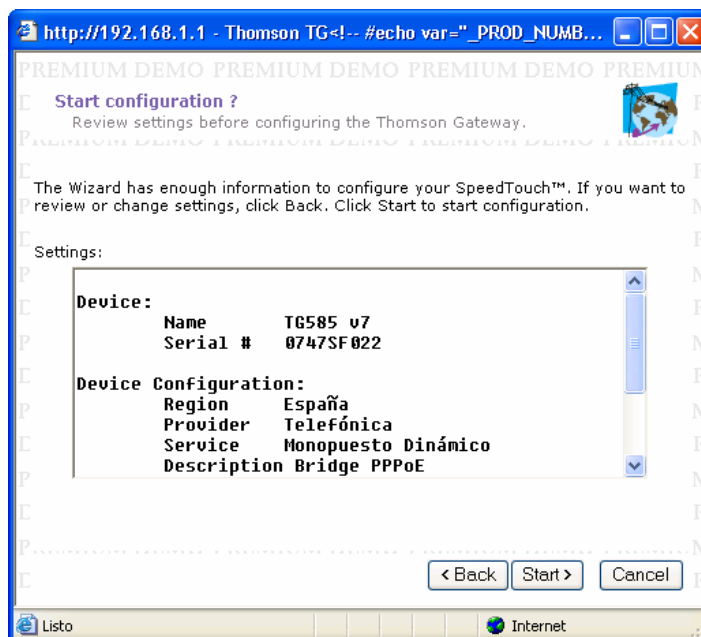 http://192.168.1.1 - Thomson TG<!-- #echo var="_PROD_NUMB...
PREMIUM DEMO PREMIUM DEMO PREMIUM DEMO PREMIUM
Start configuration ?
Review settings before configuring the Thomson Gateway.
The Wizard has enough information to configure your SpeedTouch™. If you want to
review or change settings, click Back. Click Start to start configuration.
Settings:
Device:
Name TG585 v7
Serial # 0747SF022
Device Configuration:
Region España
Provider Telefónica
Service Monopuesto Dinámico
Description Bridge PPPoE
< Back Start > Cancel
Listo Internet